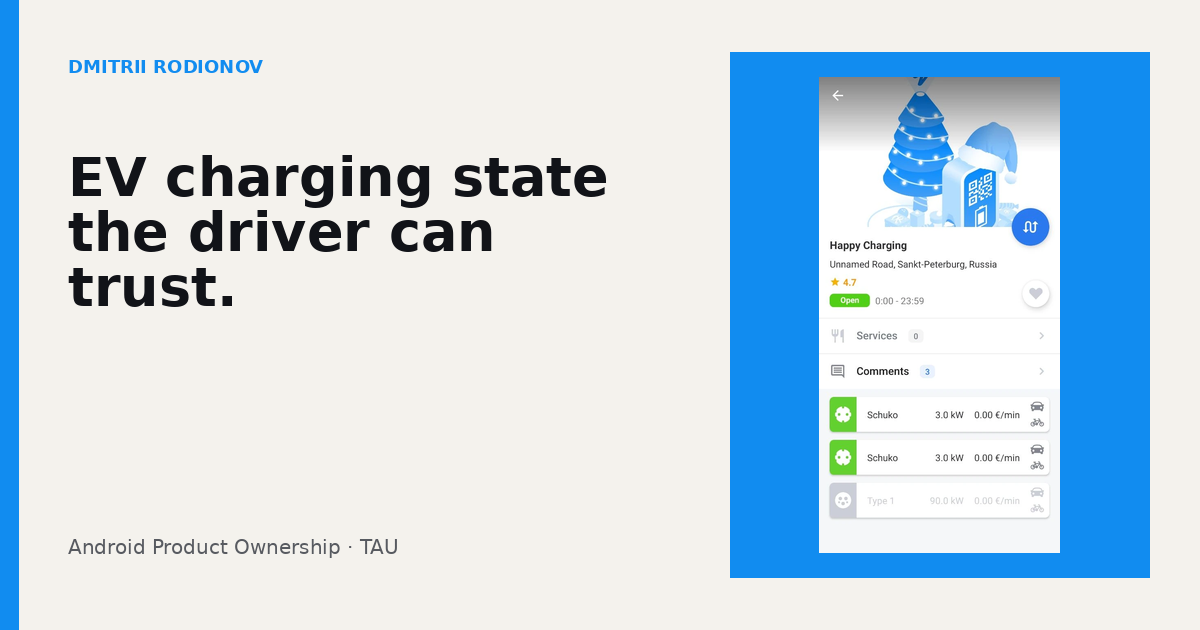 DMITRII RODIONOV
EV charging state
the driver can
trust.
Android Product Ownership · TAU
Happy Charging
Unnamed Road, Sankt-Peterburg, Russia
4.7
Open 0:00 - 23:59
Services 0
Comments 3
Schuko 3.0 kW 0.00 €/min
Schuko 3.0 kW 0.00 €/min
Type 1 90.0 kW 0.00 €/min